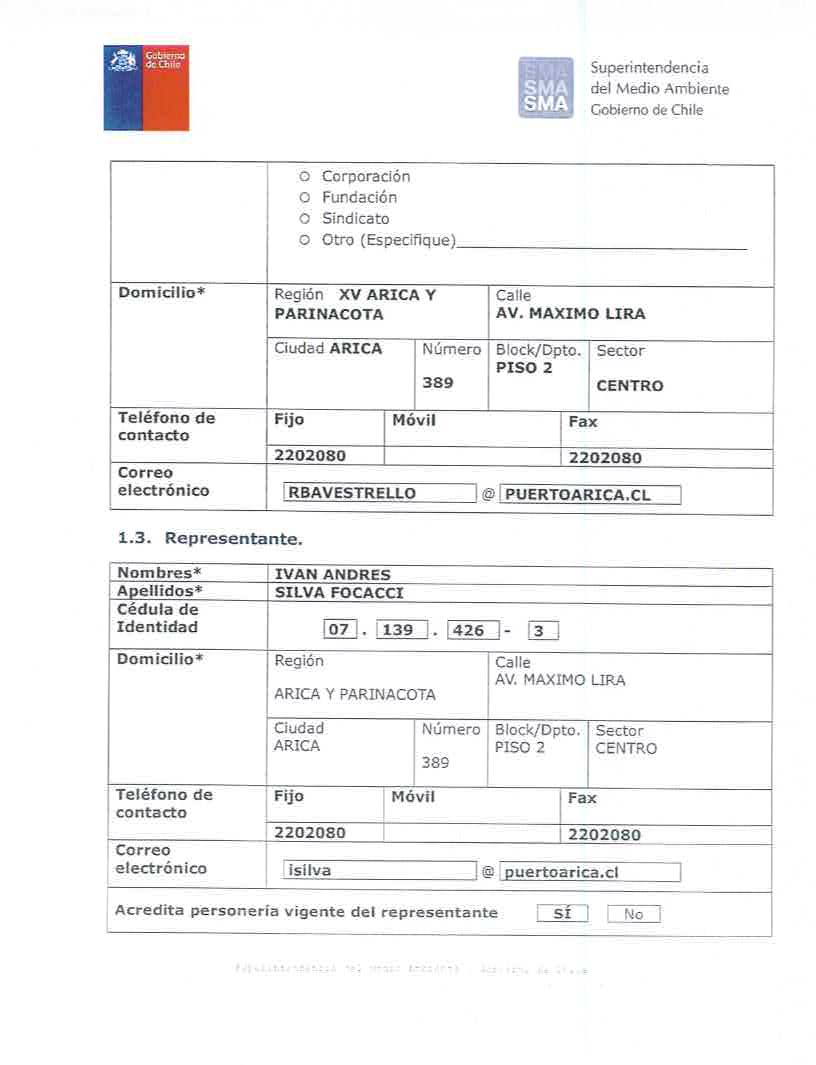 Gobierno
de Chile
SMA
SMA
SMA
Superintendencia
del Medio Ambiente
Gobierno de Chile
○ Corporación
○ Fundación
○ Sindicato
○ Otro (Especifique)
Domicilio*
Región XV ARICA Y
PARINACOTA
Calle
AV. MAXIMO LIRA
Ciudad ARICA
Número
389
Block/Dpto.
PISO 2
Sector
CENTRO
Teléfono de
contacto
Fijo
Móvil
Fax
2202080
2202080
Correo
electrónico
RBAVESTRELLO @ PUERTOARICA.CL
1.3. Representante.
Nombres* IVAN ANDRES
Apellidos* SILVA FOCACCI
Cédula de
Identidad
07 . 139 . 426 - 3
Domicilio*
Región
ARICA Y PARINACOTA
Calle
AV. MAXIMO LIRA
Ciudad
ARICA
Número
389
Block/Dpto.
PISO 2
Sector
CENTRO
Teléfono de
contacto
Fijo
Móvil
Fax
2202080
2202080
Correo
electrónico
isilva @ puertoarica.cl
Acredita personería vigente del representante SÍ No